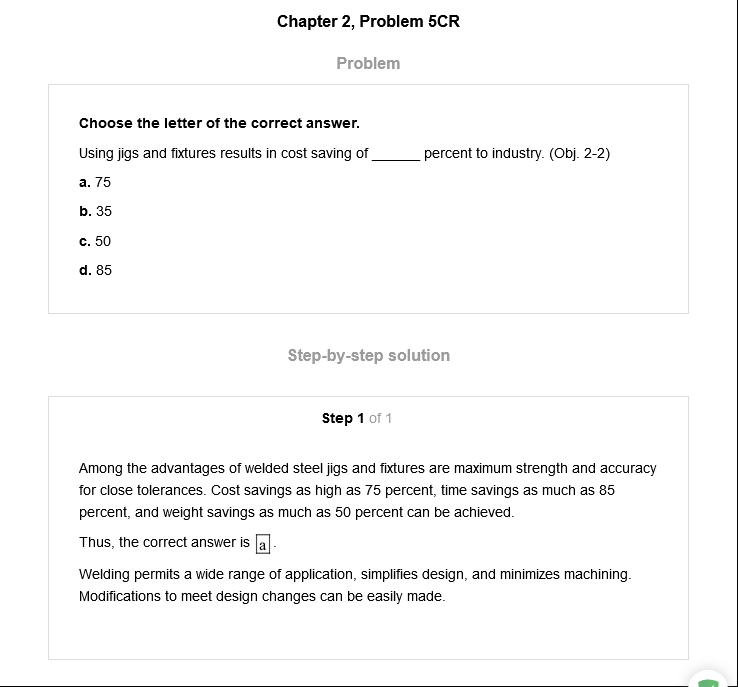 Chapter 2, Problem 5CR
Problem
Choose the letter of the correct answer.
Using jigs and fixtures results in cost saving of ______ percent to industry. (Obj. 2-2)
a. 75
b. 35
c. 50
d. 85
Step-by-step solution
Step 1 of 1
Among the advantages of welded steel jigs and fixtures are maximum strength and accuracy
for close tolerances. Cost savings as high as 75 percent, time savings as much as 85
percent, and weight savings as much as 50 percent can be achieved.
Thus, the correct answer is a.
Welding permits a wide range of application, simplifies design, and minimizes machining.
Modifications to meet design changes can be easily made.